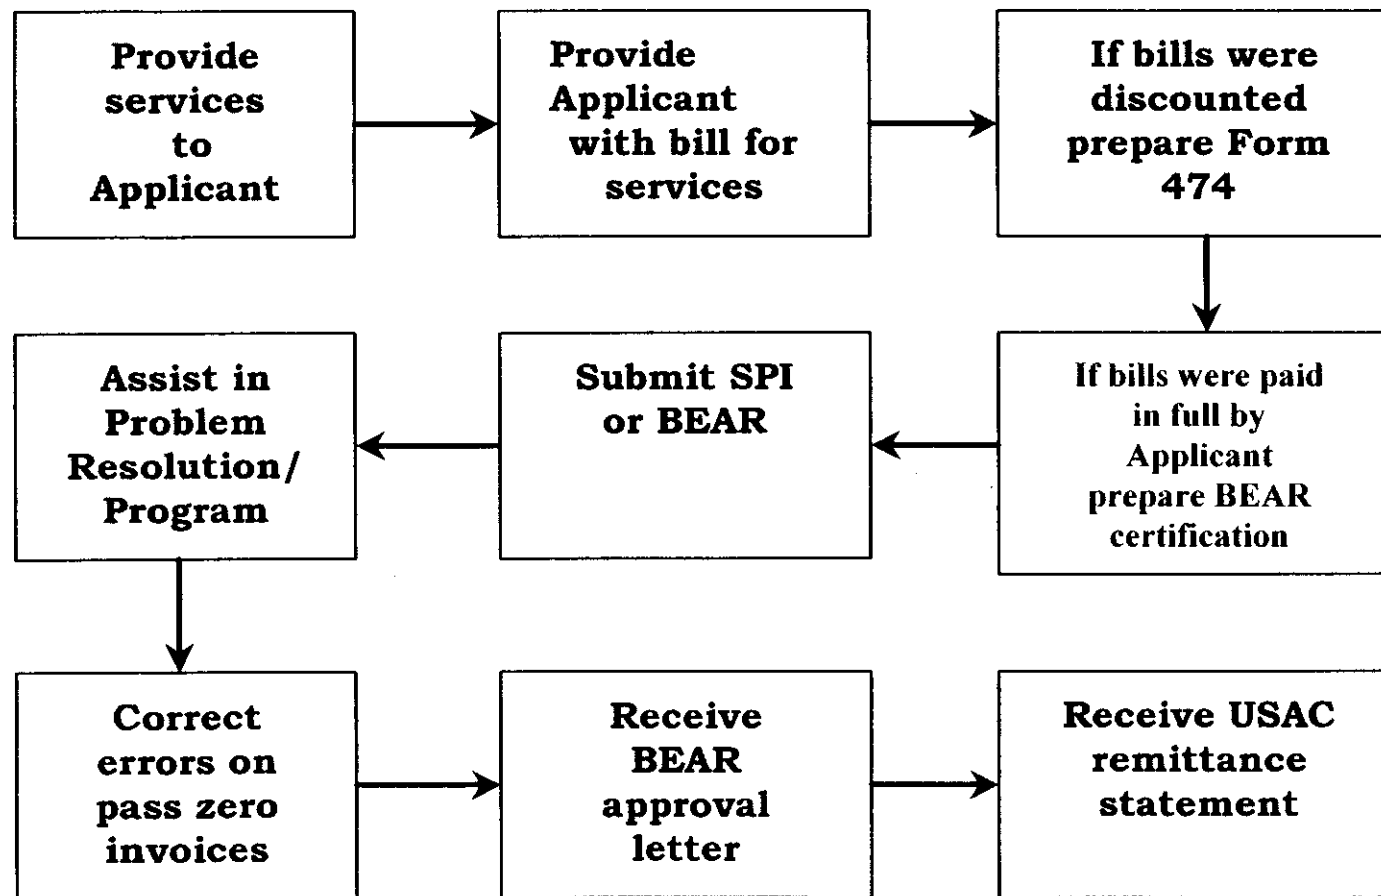 Provide
services
to
Applicant
Provide
Applicant
with bill for
services
If bills were
discounted
prepare Form
474
If bills were paid
in full by
Applicant
prepare BEAR
certification
Submit SPI
or BEAR
Assist in
Problem
Resolution/
Program
Correct
errors on
pass zero
invoices
Receive
BEAR
approval
letter
Receive USAC
remittance
statement